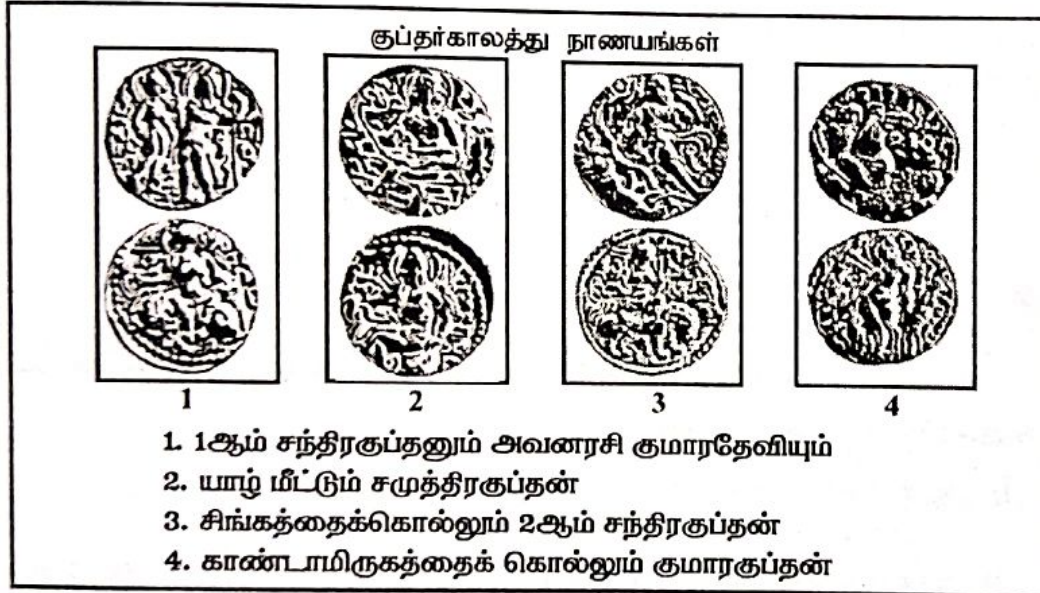 குப்தர்காலத்து நாணயங்கள்
1 2 3 4
1. 1ஆம் சந்திரகுப்தனும் அவனரசி குமாரதேவியும்
2. யாழ் மீட்டும் சமுத்திரகுப்தன்
3. சிங்கத்தைக்கொல்லும் 2ஆம் சந்திரகுப்தன்
4. காண்டாமிருகத்தைக் கொல்லும் குமாரகுப்தன்